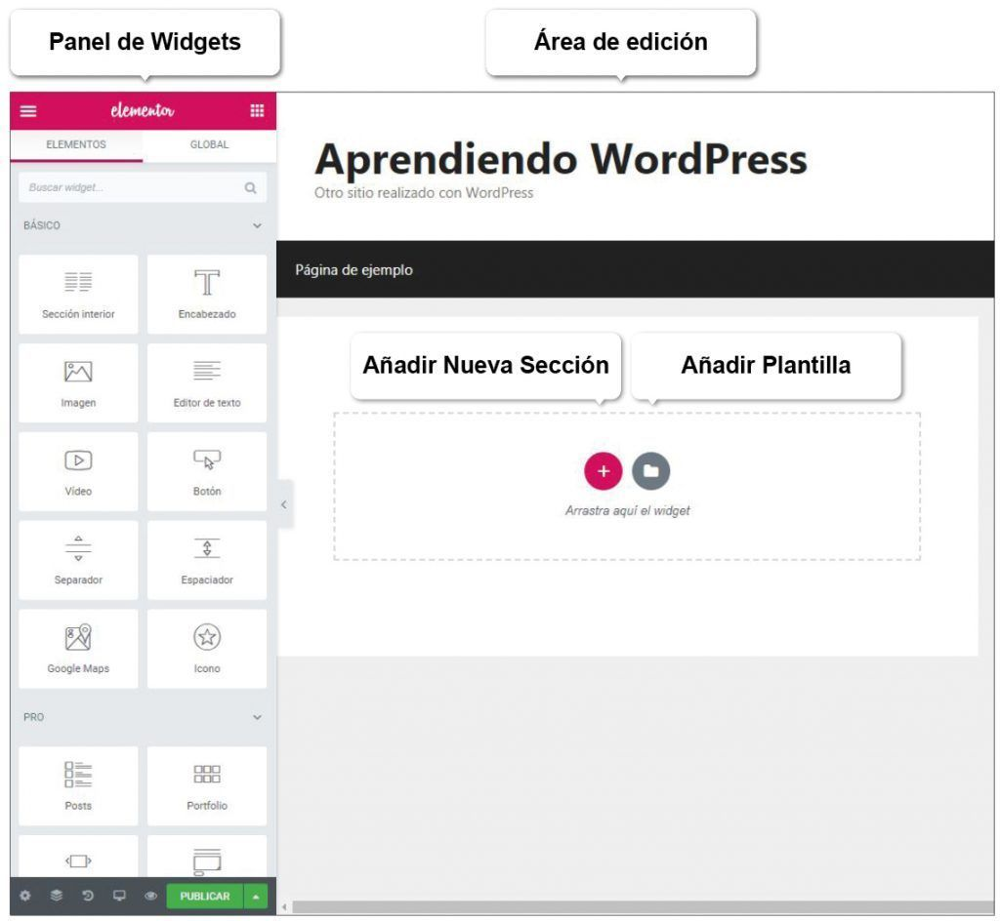 Panel de Widgets
Área de edición
elementor
ELEMENTOS
GLOBAL
Buscar widget...
BÁSICO
Sección interior
Encabezado
Imagen
Editor de texto
Vídeo
Botón
Separador
Espaciador
Google Maps
Icono
PRO
Posts
Portfolio
PUBLICAR
Aprendiendo WordPress
Otro sitio realizado con WordPress
Página de ejemplo
Añadir Nueva Sección
Añadir Plantilla
Arrastra aquí el widget